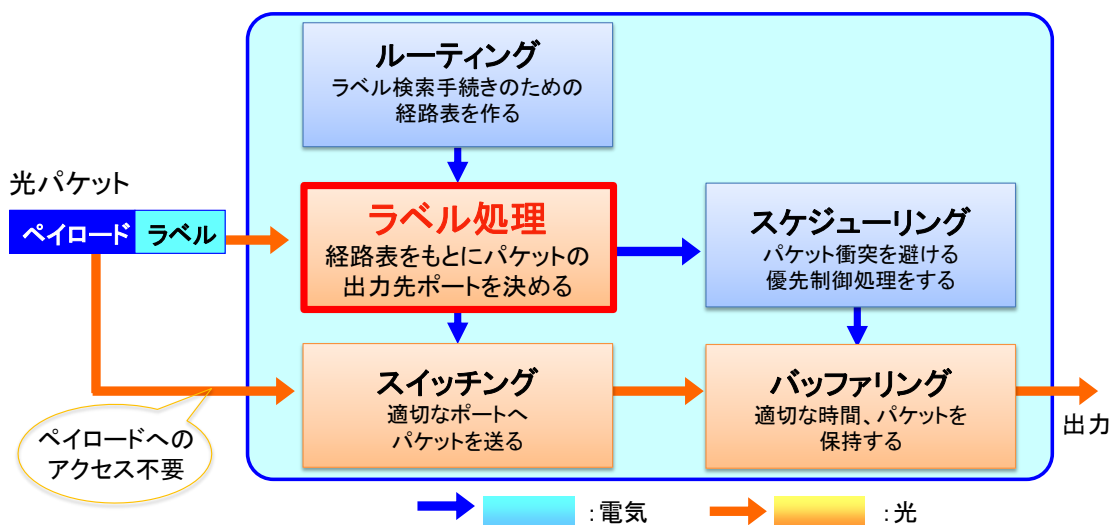 ルーティング
ラベル検索手続きのための
経路表を作る
光パケット
ペイロード ラベル
ラベル処理
経路表をもとにパケットの
出力先ポートを決める
スケジューリング
パケット衝突を避ける
優先制御処理をする
スイッチング
適切なポートへ
パケットを送る
バッファリング
適切な時間、パケットを
保持する
出力
ペイロードへの
アクセス不要
:電気
:光